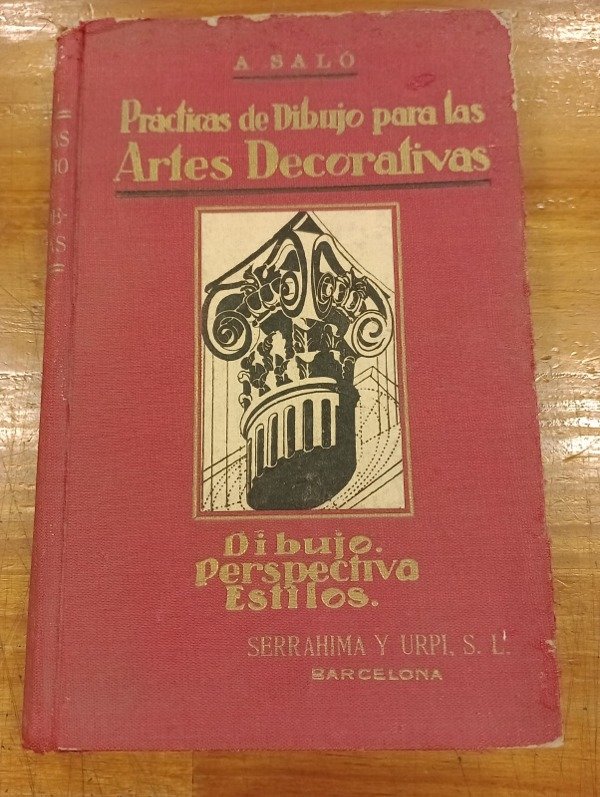 A SALÓ
Prácticas de Dibujo para las
Artes Decorativas
Dibujo.
Perspectiva
Estilos.
SERRAHIMA Y URPI, S. L.
BARCELONA